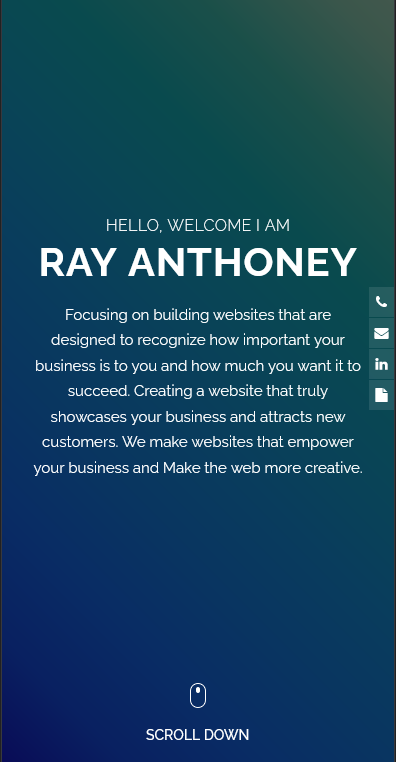 HELLO, WELCOME I AM
RAY ANTHONEY
Focusing on building websites that are
designed to recognize how important your
business is to you and how much you want it to
succeed. Creating a website that truly
showcases your business and attracts new
customers. We make websites that empower
your business and Make the web more creative.
in
SCROLL DOWN